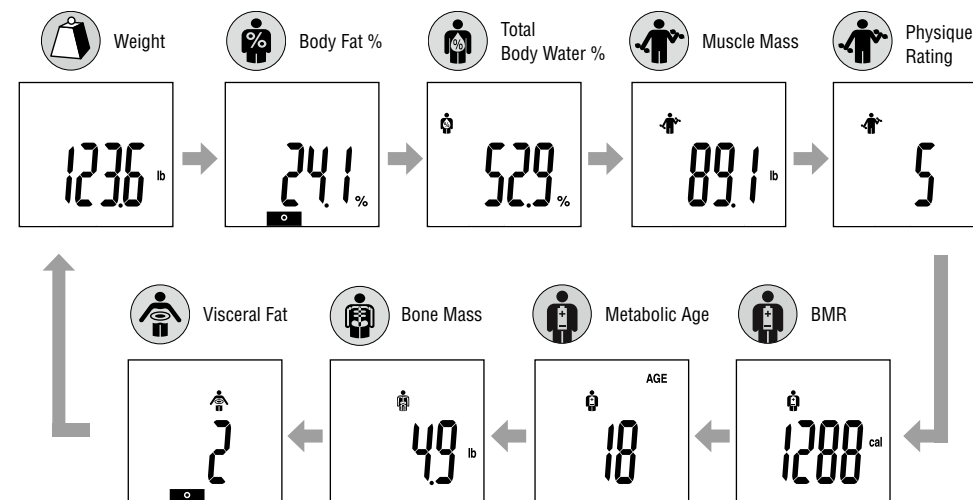 Weight
Body Fat %
Total
Body Water %
Muscle Mass
Physique
Rating
%
%
123.6 lb
24.1 %
52.9 %
89.1 lb
5
Visceral Fat
Bone Mass
Metabolic Age
BMR
AGE
2
4.9 lb
18
1288 cal